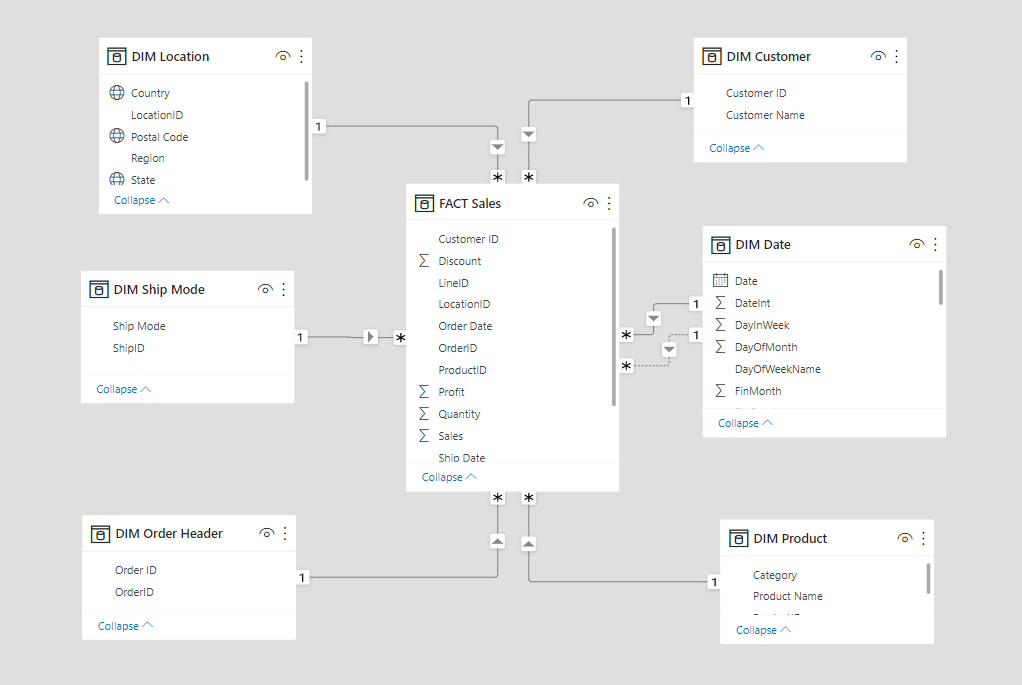 DIM Location
Country
LocationID
Postal Code
Region
State
Collapse
1
DIM Customer
Customer ID
Customer Name
Collapse
1
*
*
FACT Sales
Customer ID
Discount
LineID
LocationID
Order Date
OrderID
ProductID
Profit
Quantity
Sales
Ship Date
Collapse
DIM Ship Mode
Ship Mode
ShipID
Collapse
1
*
DIM Date
Date
DateInt
DayInWeek
DayOfMonth
DayOfWeekName
FinMonth
Collapse
1
1
*
*
DIM Order Header
Order ID
OrderID
Collapse
1
*
*
DIM Product
Category
Product Name
Collapse
1